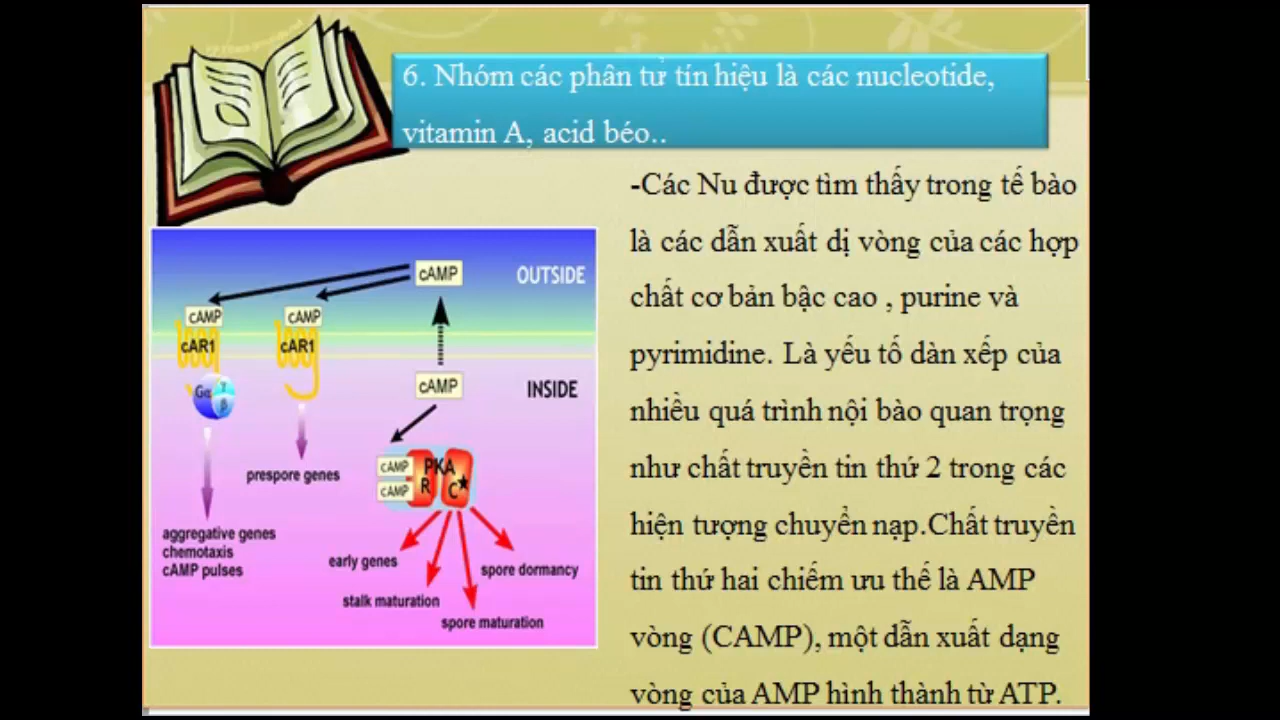 6. Nhóm các phân tử tín hiệu là các nucleotide,
vitamin A, acid béo..
-Các Nu được tìm thấy trong tế bào
là các dẫn xuất dị vòng của các hợp
chất cơ bản bậc cao , purine và
pyrimidine. Là yếu tố dàn xếp của
nhiều quá trình nội bào quan trọng
như chất truyền tin thứ 2 trong các
hiện tượng chuyển nạp.Chất truyền
tin thứ hai chiếm ưu thế là AMP
vòng (CAMP), một dẫn xuất dạng
vòng của AMP hình thành từ ATP.
cAMP
OUTSIDE
cAMP
cAMP
cAR1
cAR1
cAMP
INSIDE
Gα
γ
β
cAMP
PKA
cAMP
R
C
prespore genes
aggregative genes
chemotaxis
cAMP pulses
early genes
spore dormancy
stalk maturation
spore maturation